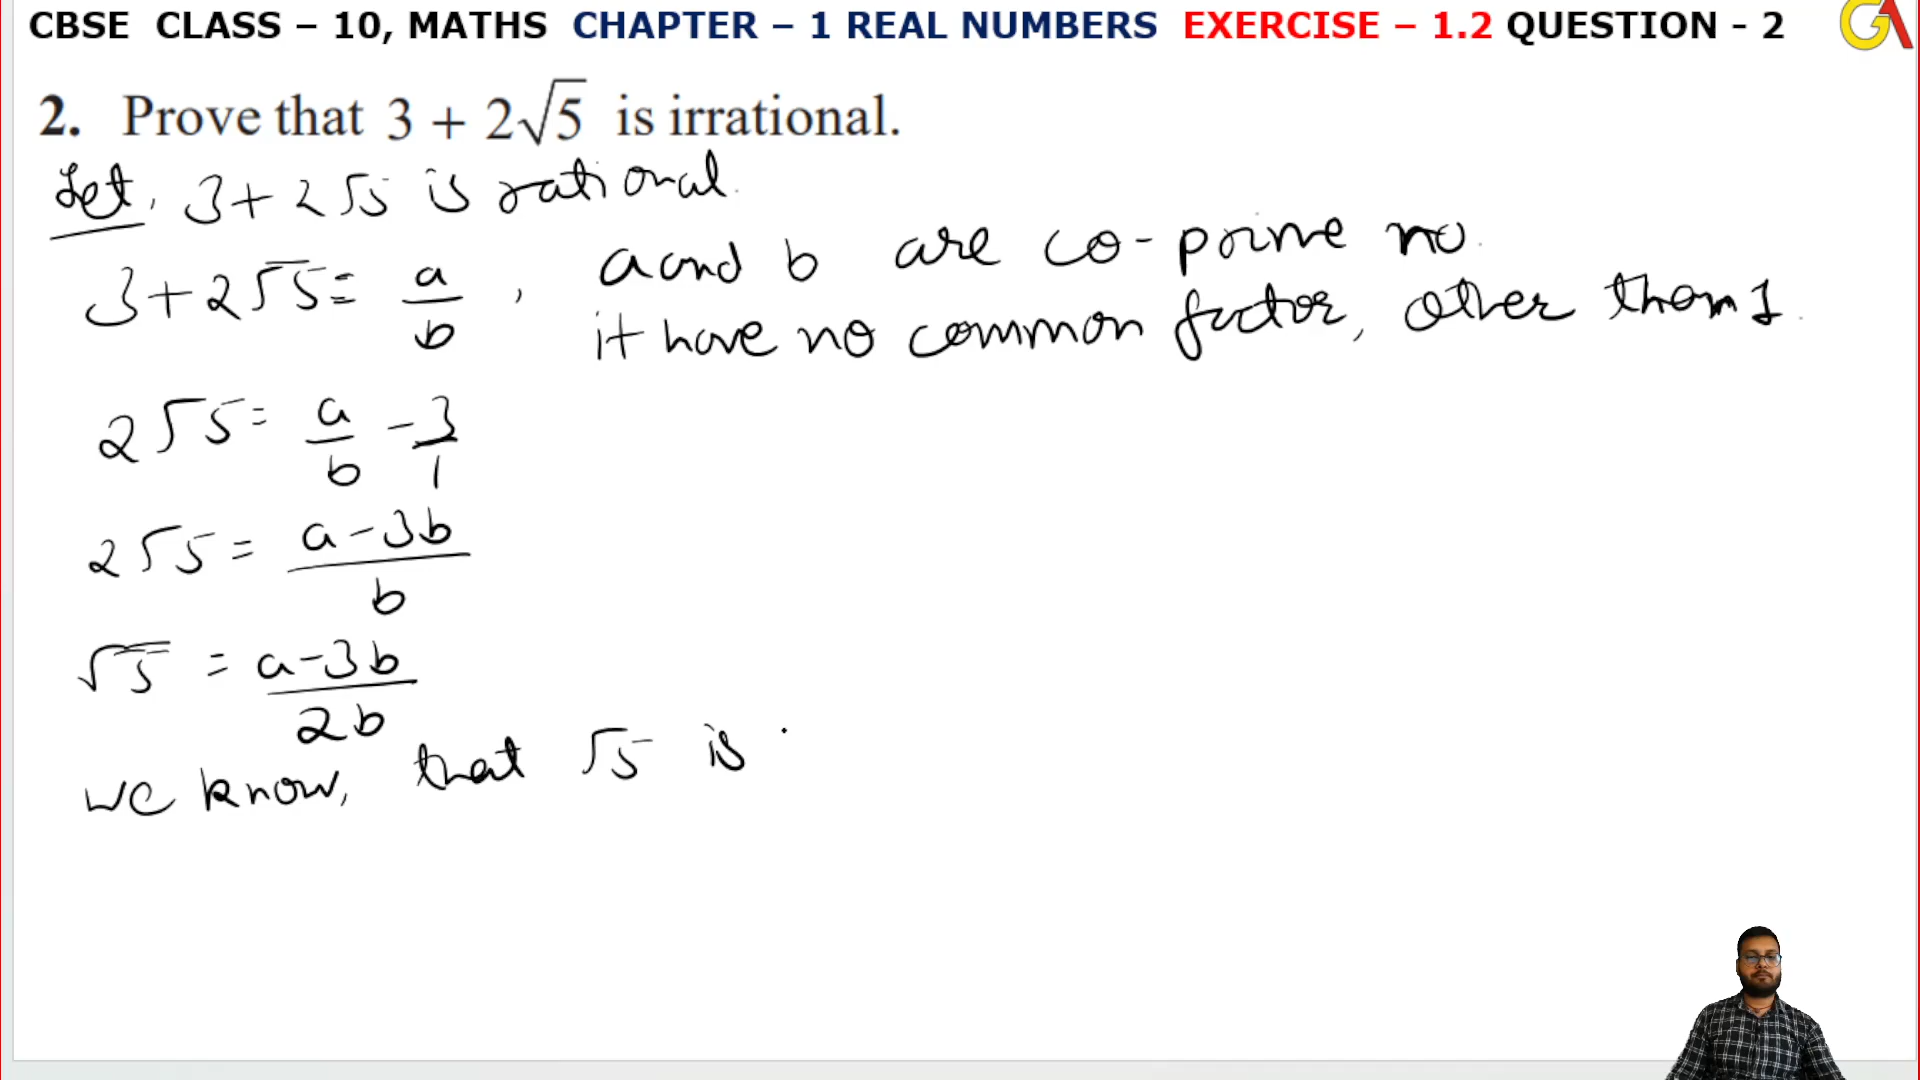 CBSE CLASS – 10, MATHS CHAPTER – 1 REAL NUMBERS EXERCISE – 1.2 QUESTION - 2
GA
2. Prove that 3 + 2√5 is irrational.
Let, 3+2√5 is rational.
3+2√5 = a/b , a and b are co-prime no.
it have no common factor, other than 1.
2√5 = a/b - 3/1
2√5 = (a-3b)/b
√5 = (a-3b)/2b
we know, that √5 is